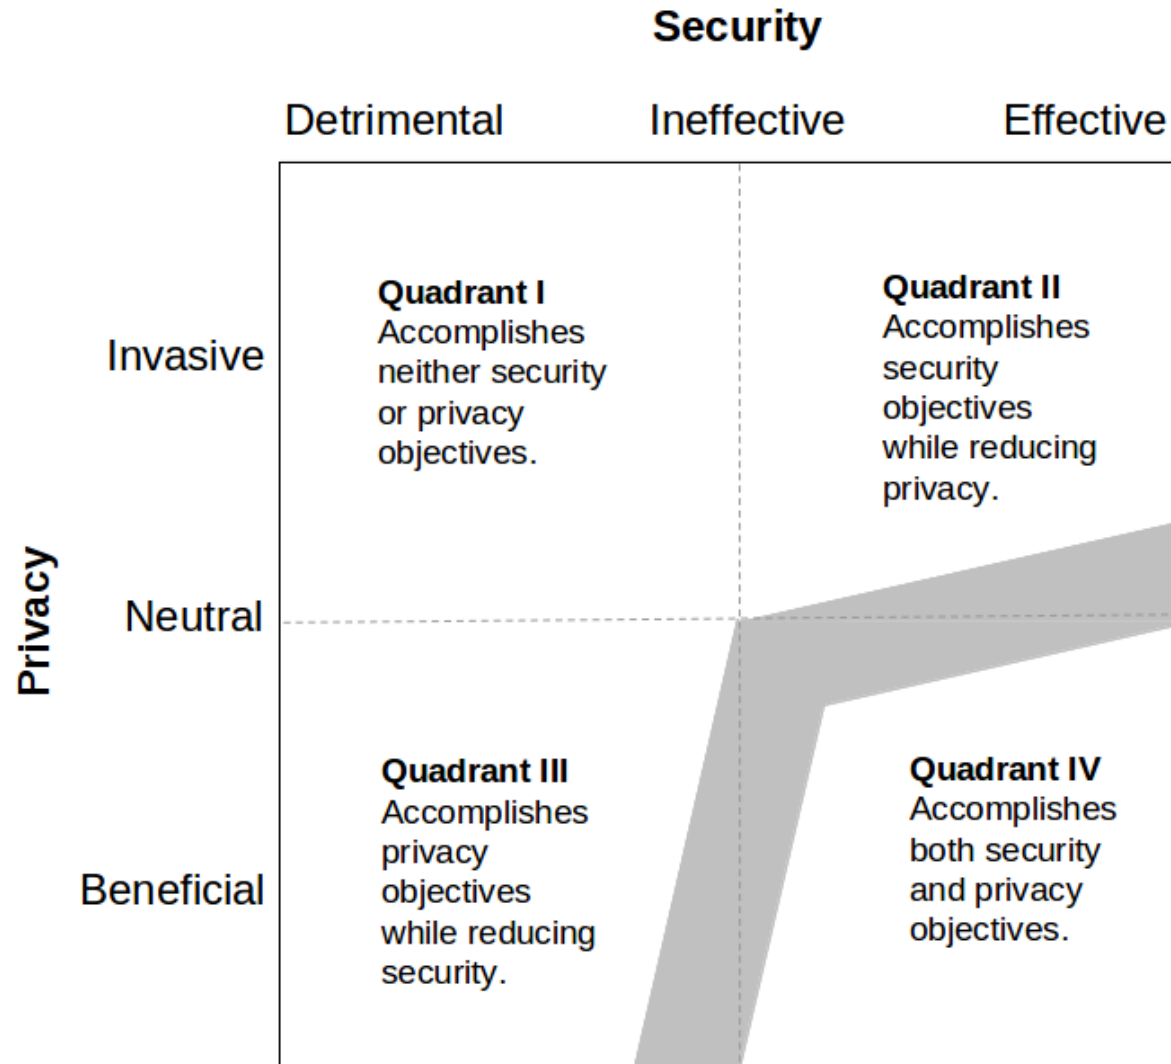 Security
Detrimental Ineffective Effective
Quadrant I
Accomplishes
neither security
or privacy
objectives.
Quadrant II
Accomplishes
security
objectives
while reducing
privacy.
Invasive
Privacy
Neutral
Beneficial
Quadrant III
Accomplishes
privacy
objectives
while reducing
security.
Quadrant IV
Accomplishes
both security
and privacy
objectives.